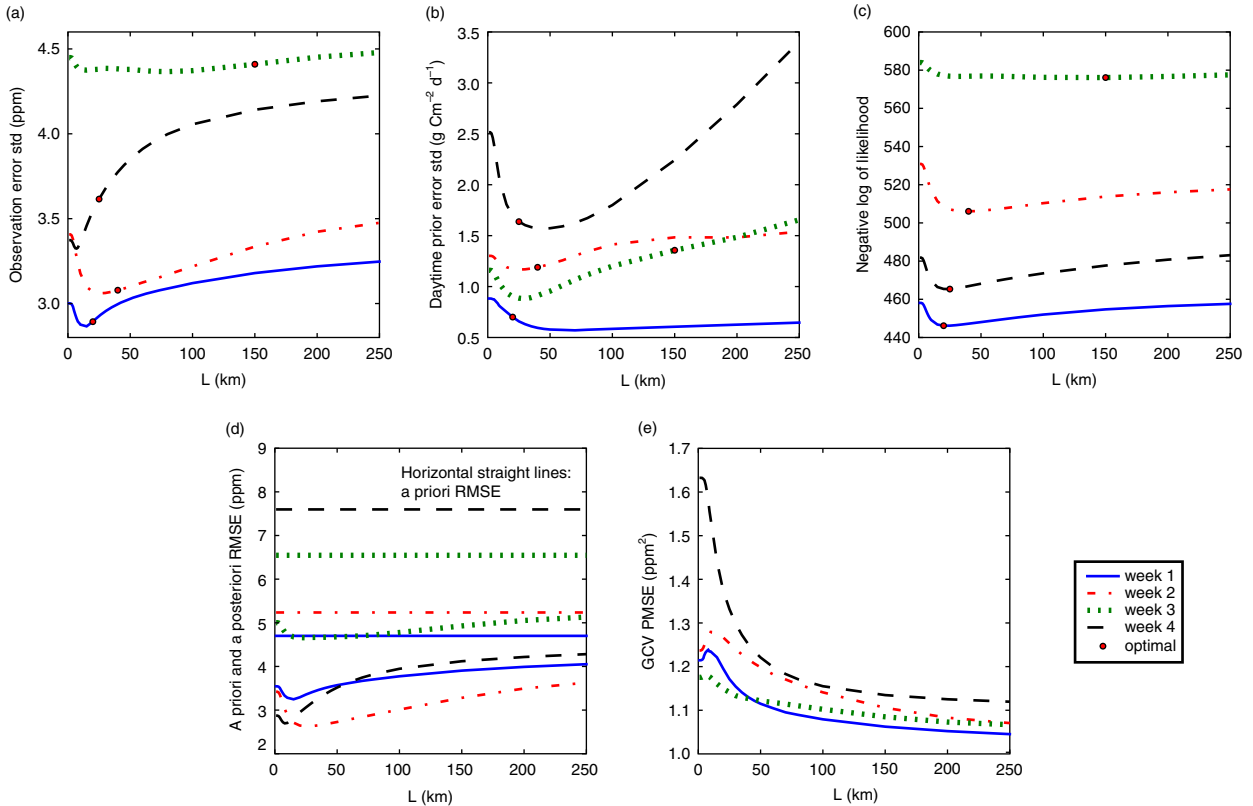 (a)
Observation error std (ppm)
4.5
4.0
3.5
3.0
0 50 100 150 200 250
L (km)
(b)
Daytime prior error std (g Cm⁻² d⁻¹)
3.5
3.0
2.5
2.0
1.5
1.0
0.5
0 50 100 150 200 250
L (km)
(c)
Negative log of likelihood
600
580
560
540
520
500
480
460
440
0 50 100 150 200 250
L (km)
(d)
A priori and a posteriori RMSE (ppm)
9
8
7
6
5
4
3
2
Horizontal straight lines:
a priori RMSE
0 50 100 150 200 250
L (km)
(e)
GCV PMSE (ppm²)
1.7
1.6
1.5
1.4
1.3
1.2
1.1
1.0
0 50 100 150 200 250
L (km)
week 1
week 2
week 3
week 4
optimal